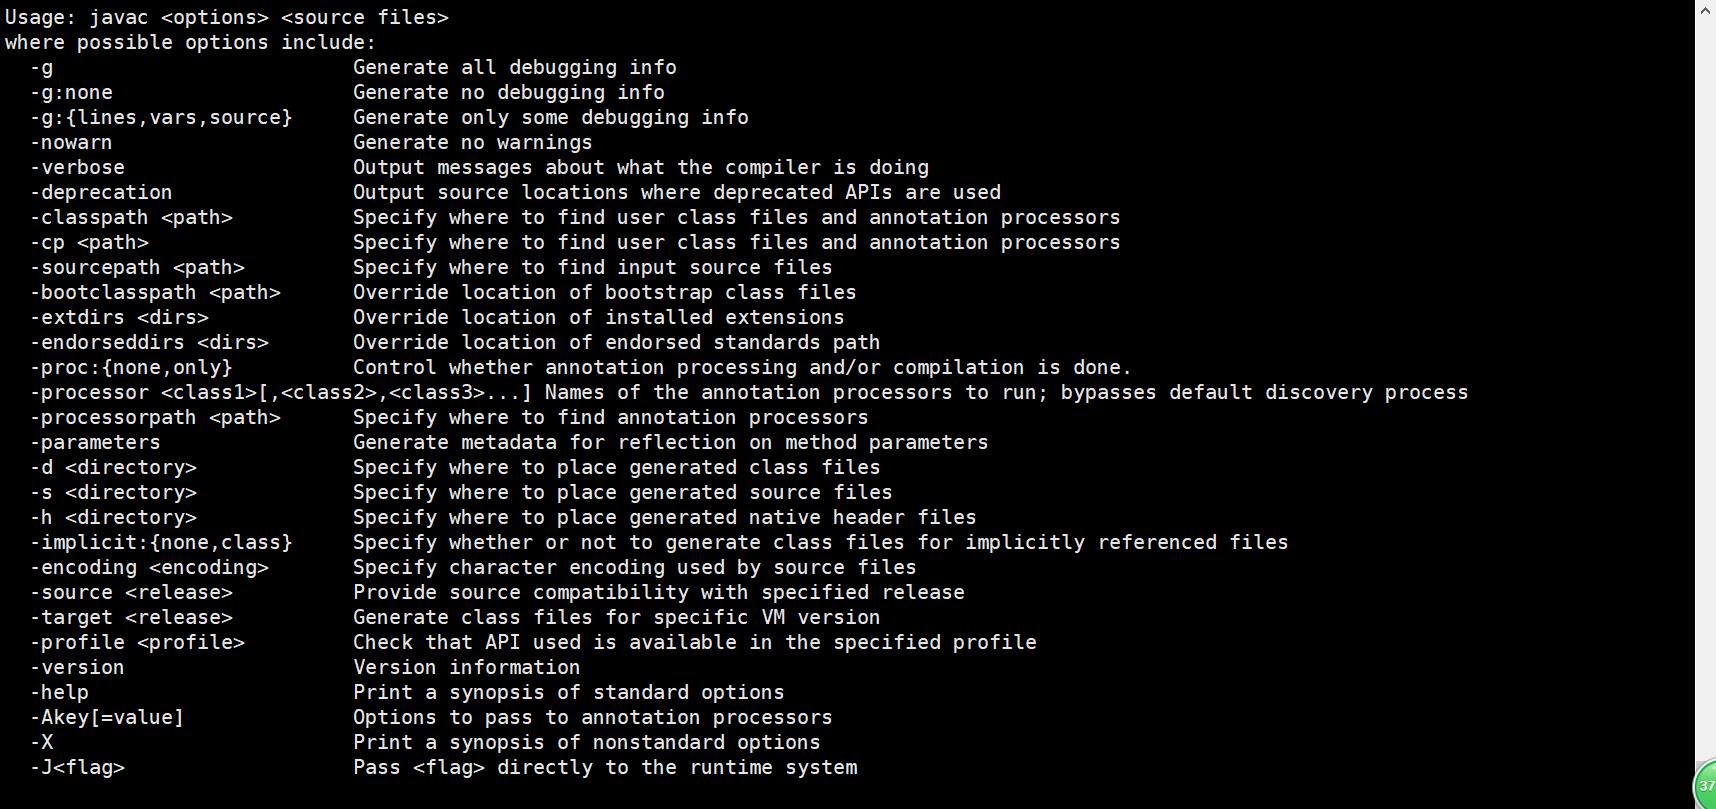 Usage: javac <options> <source files>
where possible options include:
  -g                         Generate all debugging info
  -g:none                    Generate no debugging info
  -g:{lines,vars,source}     Generate only some debugging info
  -nowarn                    Generate no warnings
  -verbose                   Output messages about what the compiler is doing
  -deprecation               Output source locations where deprecated APIs are used
  -classpath <path>          Specify where to find user class files and annotation processors
  -cp <path>                 Specify where to find user class files and annotation processors
  -sourcepath <path>         Specify where to find input source files
  -bootclasspath <path>      Override location of bootstrap class files
  -extdirs <dirs>            Override location of installed extensions
  -endorseddirs <dirs>       Override location of endorsed standards path
  -proc:{none,only}          Control whether annotation processing and/or compilation is done.
  -processor <class1>[,<class2>,<class3>...] Names of the annotation processors to run; bypasses default discovery process
  -processorpath <path>      Specify where to find annotation processors
  -parameters                Generate metadata for reflection on method parameters
  -d <directory>             Specify where to place generated class files
  -s <directory>             Specify where to place generated source files
  -h <directory>             Specify where to place generated native header files
  -implicit:{none,class}     Specify whether or not to generate class files for implicitly referenced files
  -encoding <encoding>       Specify character encoding used by source files
  -source <release>          Provide source compatibility with specified release
  -target <release>          Generate class files for specific VM version
  -profile <profile>         Check that API used is available in the specified profile
  -version                   Version information
  -help                      Print a synopsis of standard options
  -Akey[=value]              Options to pass to annotation processors
  -X                         Print a synopsis of nonstandard options
  -J<flag>                   Pass <flag> directly to the runtime system
37